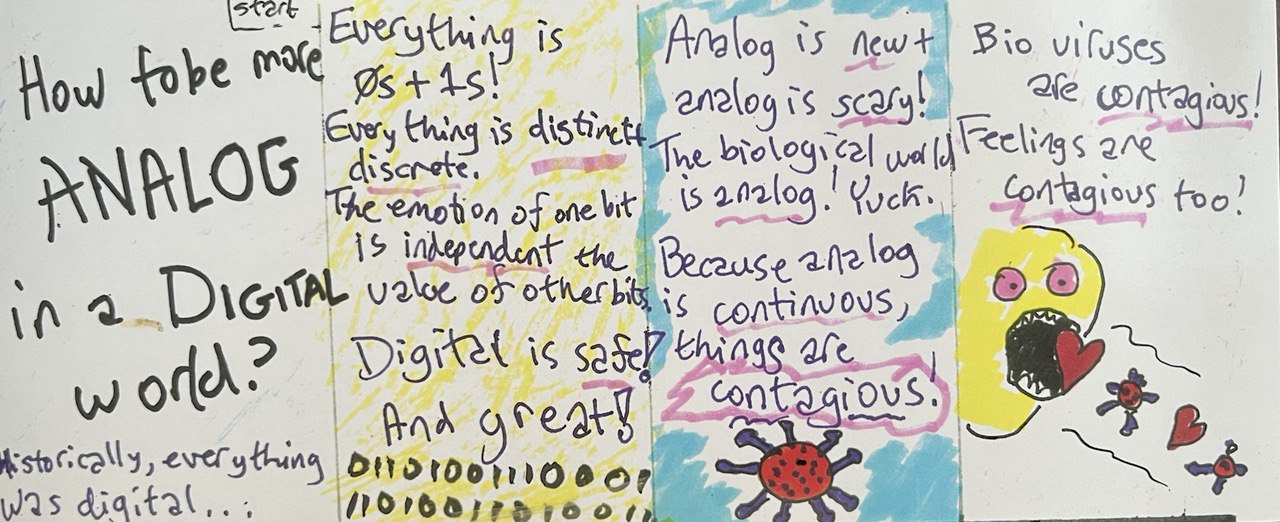 start
How to be more
ANALOG
in a DIGITAL
world?
Historically, everything
was digital...:
Everything is
0s + 1s!
Everything is distinct +
discrete.
The emotion of one bit
is independent the
value of other bits.
Digital is safe!
And great!
0110100111000 01
110100110100 11
Analog is new +
analog is scary!
The biological world
is analog! Yuck.
Because analog
is continuous,
things are
contagious!
Bio viruses
are contagious!
Feelings are
contagious too!